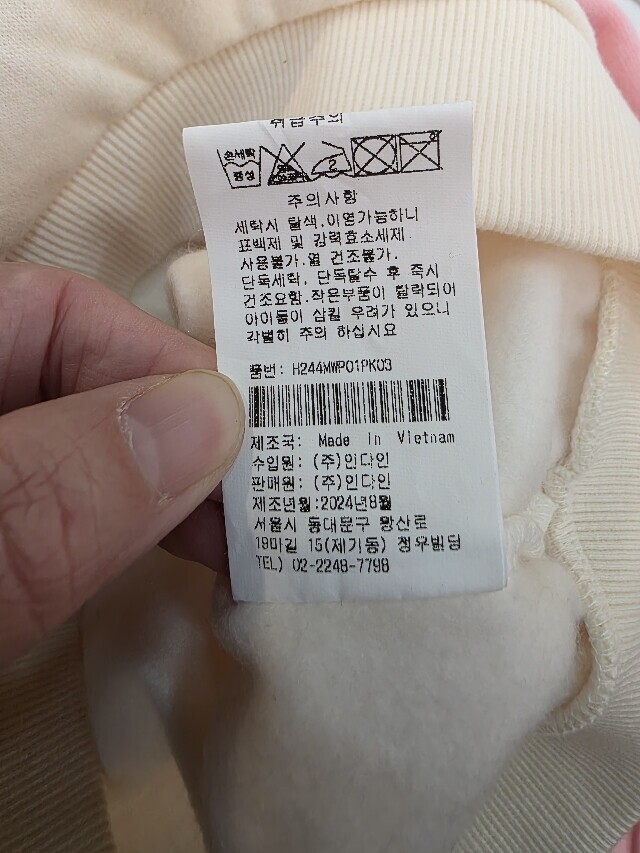 취급주의
손세탁
중성
2
주의사항
세탁시 탈색,이염가능하니
표백제 및 강력효소세제
사용불가.열 건조불가.
단독세탁, 단독탈수 후 즉시
건조요함.작은부품이 탈락되어
아이들이 삼킬 우려가 있으니
각별히 주의 하십시요
품번: H244MWP01PK03
제조국: Made In Vietnam
수입원: (주)인다인
판매원: (주)인다인
제조년월:2024년8월
서울시 동대문구 왕산로
19마길 15(제기동) 청우빌딩
TEL) 02-2248-7798